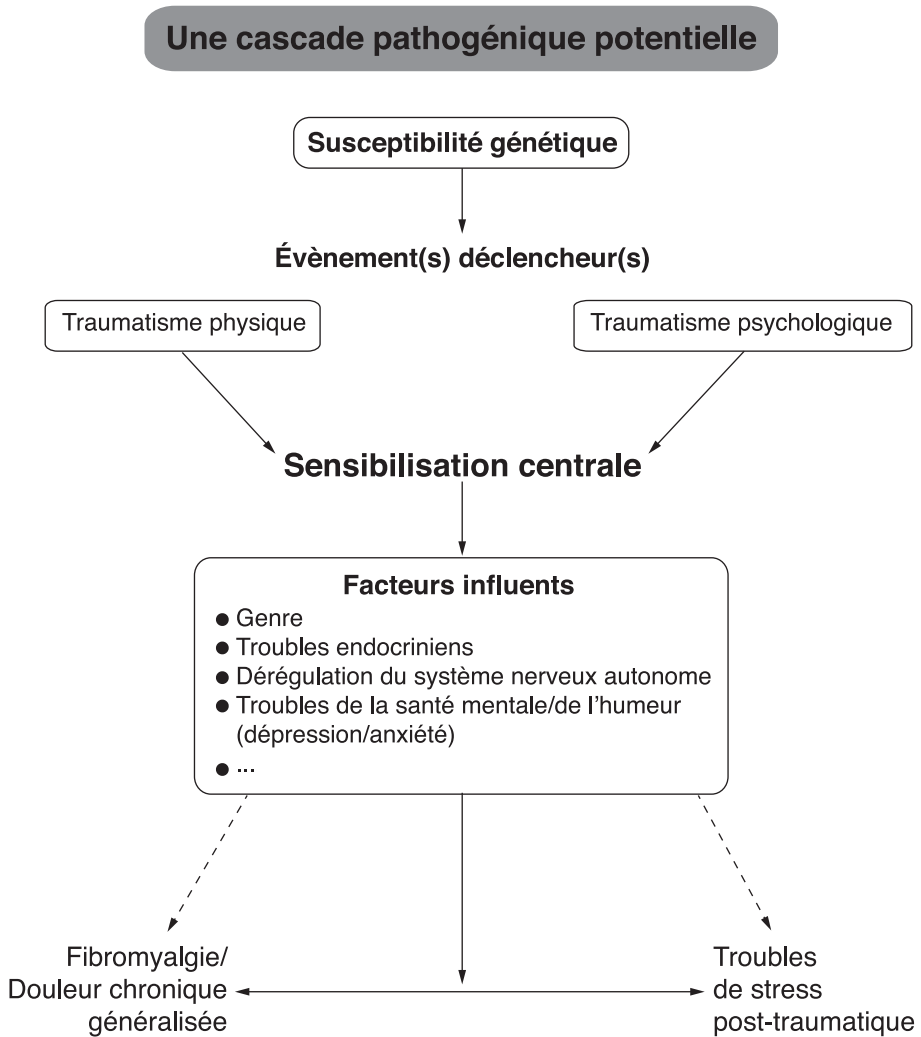 Une cascade pathogénique potentielle
Susceptibilité génétique
Évènement(s) déclencheur(s)
Traumatisme physique
Traumatisme psychologique
Sensibilisation centrale
Facteurs influents
● Genre
● Troubles endocriniens
● Dérégulation du système nerveux autonome
● Troubles de la santé mentale/de l'humeur
(dépression/anxiété)
● ...
Fibromyalgie/
Douleur chronique
généralisée
Troubles
de stress
post-traumatique